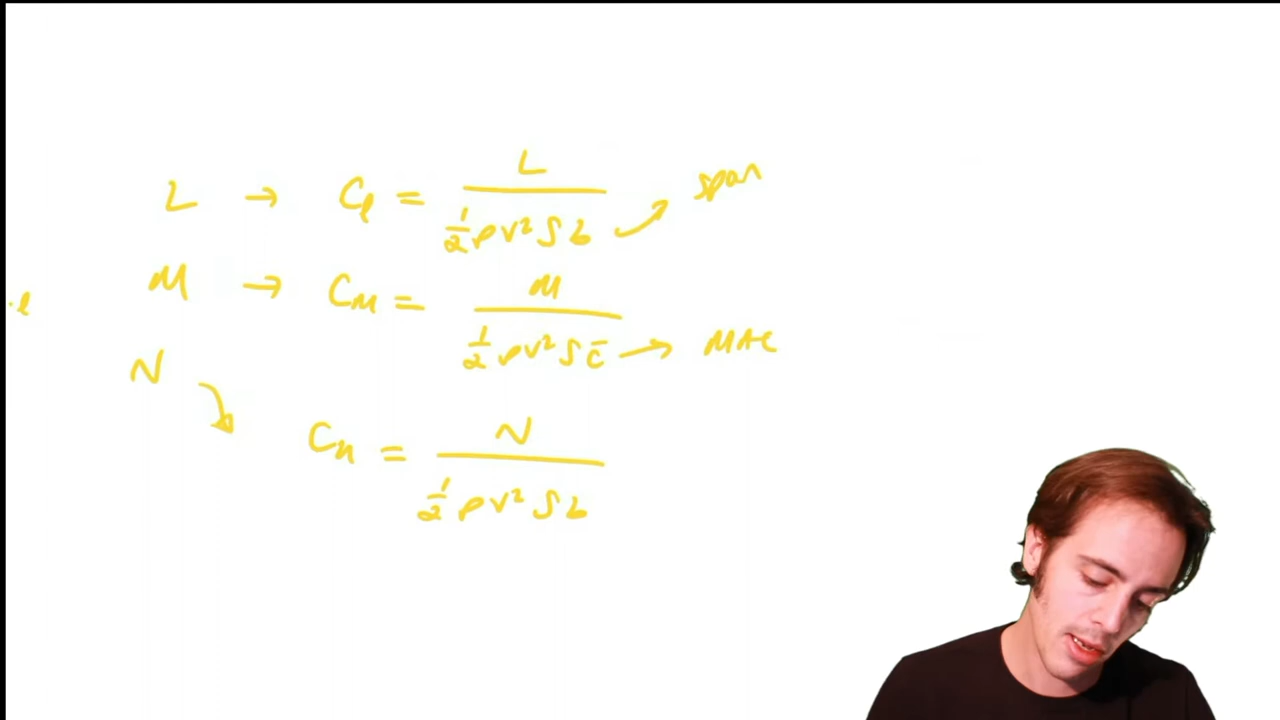 L → Cl = L / ½ρV²Sb → span
M → CM = M / ½ρV²Sc̄ → MAC
N
Cn = N / ½ρV²Sb